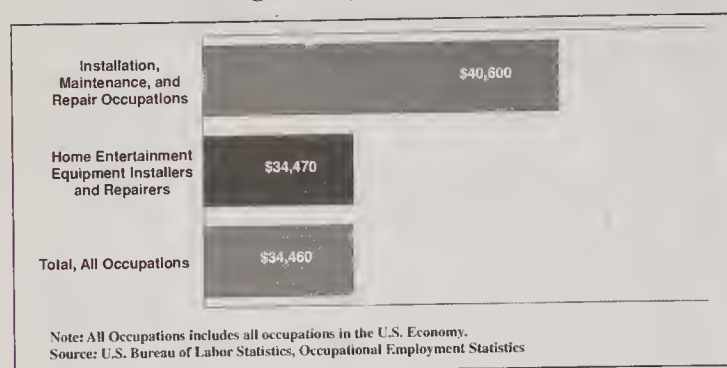 Installation,
Maintenance, and
Repair Occupations
$40,600
Home Entertainment
Equipment Installers
and Repairers
$34,470
Total, All Occupations
$34,460
Note: All Occupations includes all occupations in the U.S. Economy.
Source: U.S. Bureau of Labor Statistics, Occupational Employment Statistics